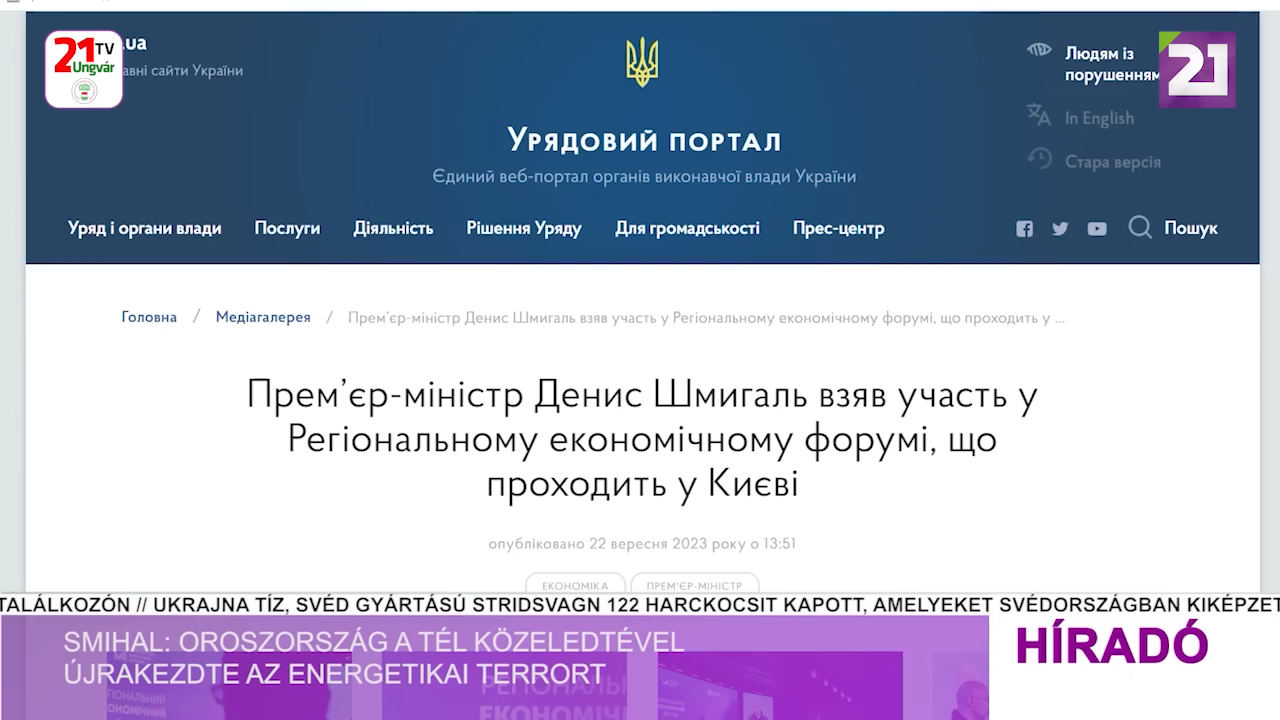 21 TV
Ungvár
.ua
авні сайти України
Урядовий портал
Єдиний веб-портал органів виконавчої влади України
Людям із
порушенням
21
In English
Стара версія
Уряд і органи влади Послуги Діяльність Рішення Уряду Для громадськості Прес-центр Пошук
Головна / Медіагалерея / Прем'єр-міністр Денис Шмигаль взяв участь у Регіональному економічному форумі, що проходить у ...
Прем'єр-міністр Денис Шмигаль взяв участь у
Регіональному економічному форумі, що
проходить у Києві
опубліковано 22 вересня 2023 року о 13:51
ЕКОНОМІКА ПРЕМ'ЄР-МІНІСТР
TALÁLKOZÓN // UKRAJNA TÍZ, SVÉD GYÁRTÁSÚ STRIDSVAGN 122 HARCKOCSIT KAPOTT, AMELYEKET SVÉDORSZÁGBAN KIKÉPZET
SMIHAL: OROSZORSZÁG A TÉL KÖZELEDTÉVEL
ÚJRAKEZDTE AZ ENERGETIKAI TERRORT
HÍRADÓ